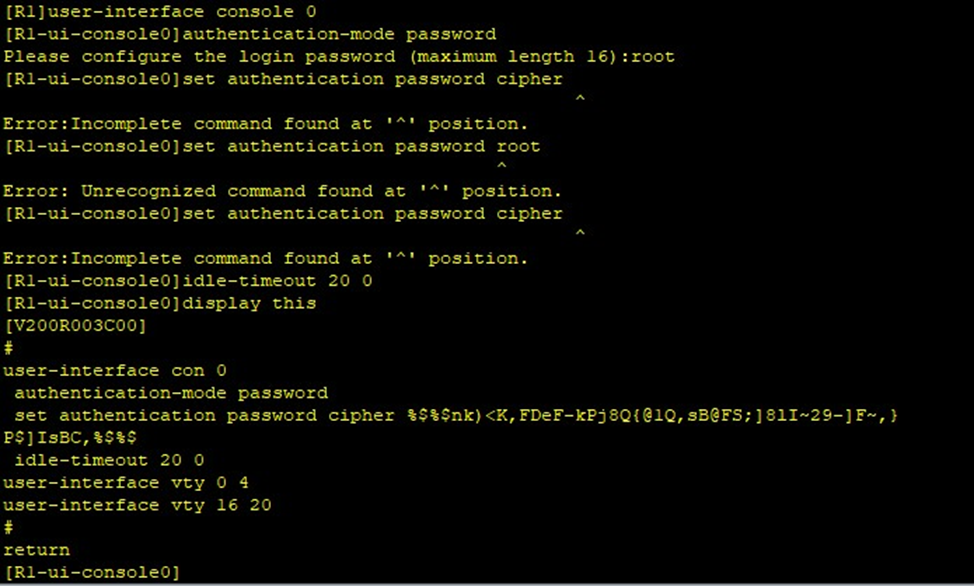 [R1]user-interface console 0
[R1-ui-console0]authentication-mode password
Please configure the login password (maximum length 16):root
[R1-ui-console0]set authentication password cipher
^
Error:Incomplete command found at '^' position.
[R1-ui-console0]set authentication password root
^
Error: Unrecognized command found at '^' position.
[R1-ui-console0]set authentication password cipher
^
Error:Incomplete command found at '^' position.
[R1-ui-console0]idle-timeout 20 0
[R1-ui-console0]display this
[V200R003C00]
#
user-interface con 0
authentication-mode password
set authentication password cipher %$%$nk)<K,FDeF-kPj8Q{@1Q,sB@FS;]81I~29-]F~,}
P$]IsBC,%$%$
idle-timeout 20 0
user-interface vty 0 4
user-interface vty 16 20
#
return
[R1-ui-console0]